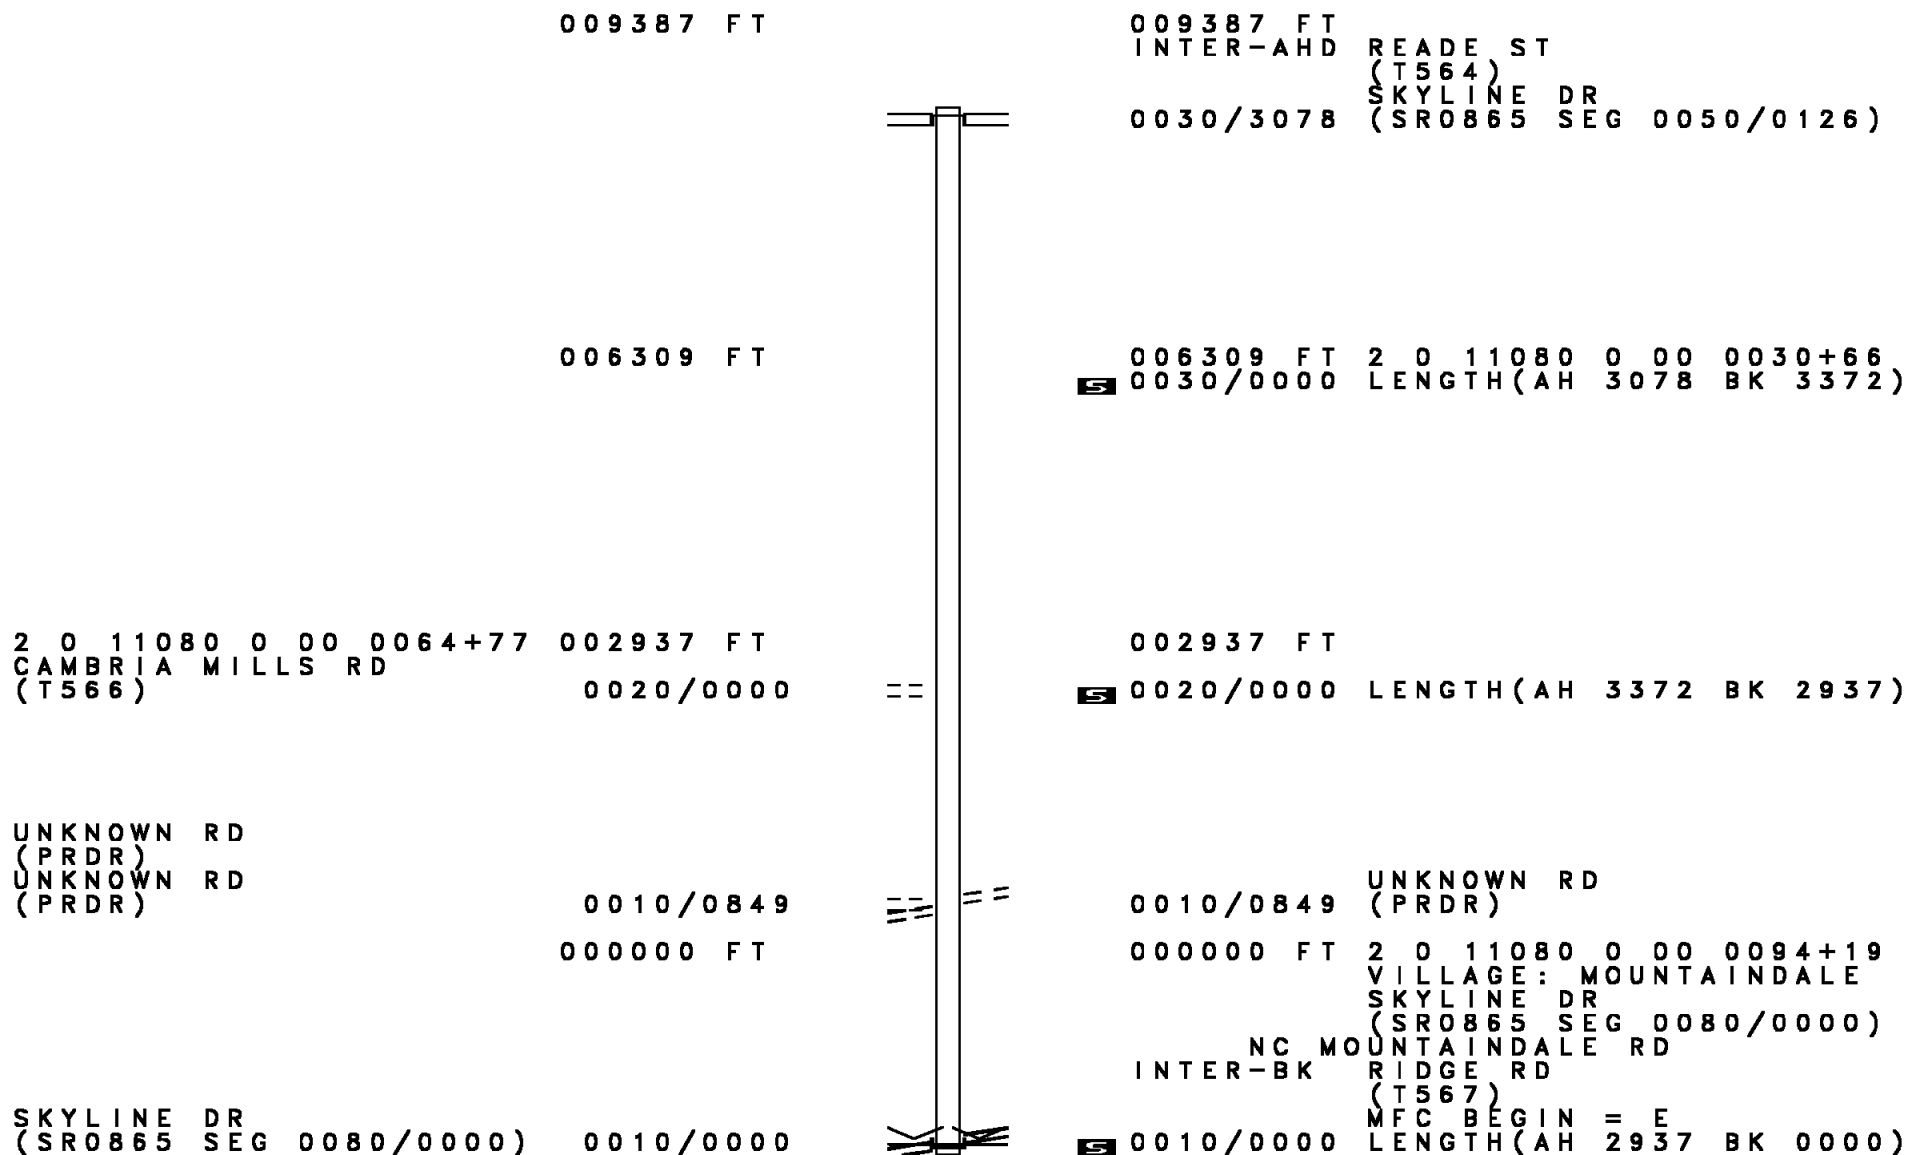 009387 FT 009387 FT
INTER-AHD READE ST
(T564)
SKYLINE DR
0030/3078 (SR0865 SEG 0050/0126)
006309 FT 006309 FT 2 0 11080 0 00 0030+66
S 0030/0000 LENGTH(AH 3078 BK 3372)
2 0 11080 0 00 0064+77 002937 FT 002937 FT
CAMBRIA MILLS RD
(T566) 0020/0000 S 0020/0000 LENGTH(AH 3372 BK 2937)
UNKNOWN RD
(PRDR)
UNKNOWN RD UNKNOWN RD
(PRDR) 0010/0849 0010/0849 (PRDR)
000000 FT 000000 FT 2 0 11080 0 00 0094+19
VILLAGE: MOUNTAINDALE
SKYLINE DR
(SR0865 SEG 0080/0000)
NC MOUNTAINDALE RD
INTER-BK RIDGE RD
(T567)
SKYLINE DR MFC BEGIN = E
(SR0865 SEG 0080/0000) 0010/0000 S 0010/0000 LENGTH(AH 2937 BK 0000)